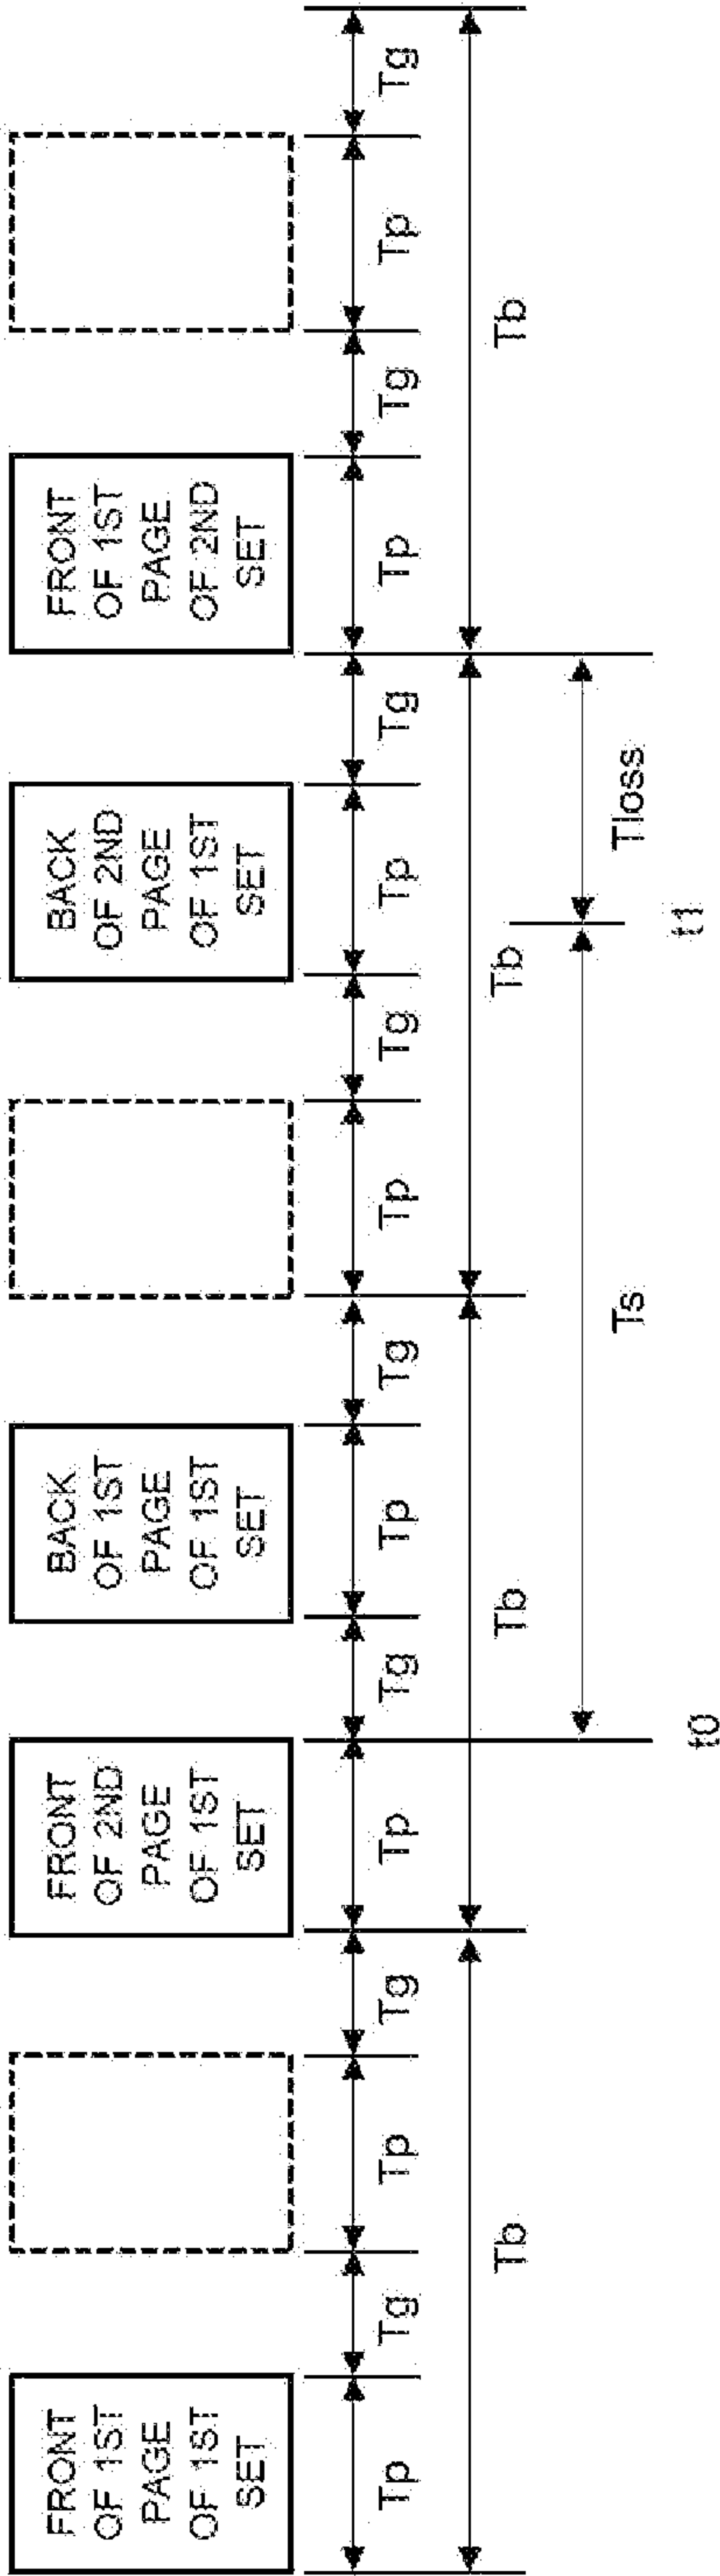 FRONT
OF 1ST
PAGE
OF 1ST
SET
FRONT
OF 2ND
PAGE
OF 1ST
SET
BACK
OF 1ST
PAGE
OF 1ST
SET
BACK
OF 2ND
PAGE
OF 1ST
SET
FRONT
OF 1ST
PAGE
OF 2ND
SET
Tp Tg Tp Tg Tp Tg Tp Tg Tp Tg Tp Tg Tp Tg Tp Tg
Tb Tb Tb Tb
Ts Tloss
t0 t1